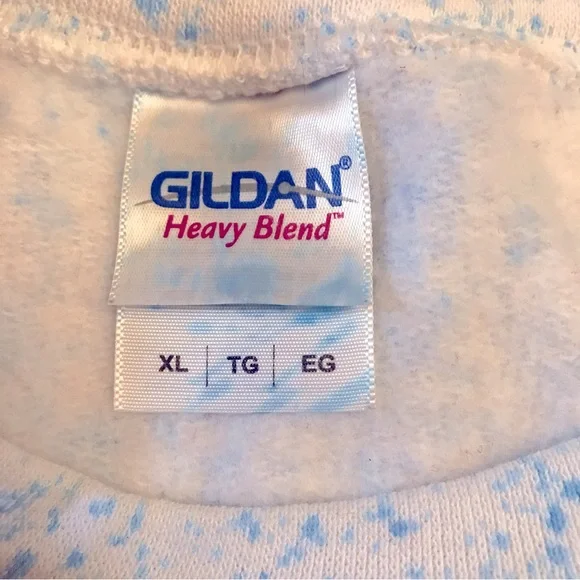 GILDAN®
Heavy Blend™
XL | TG | EG